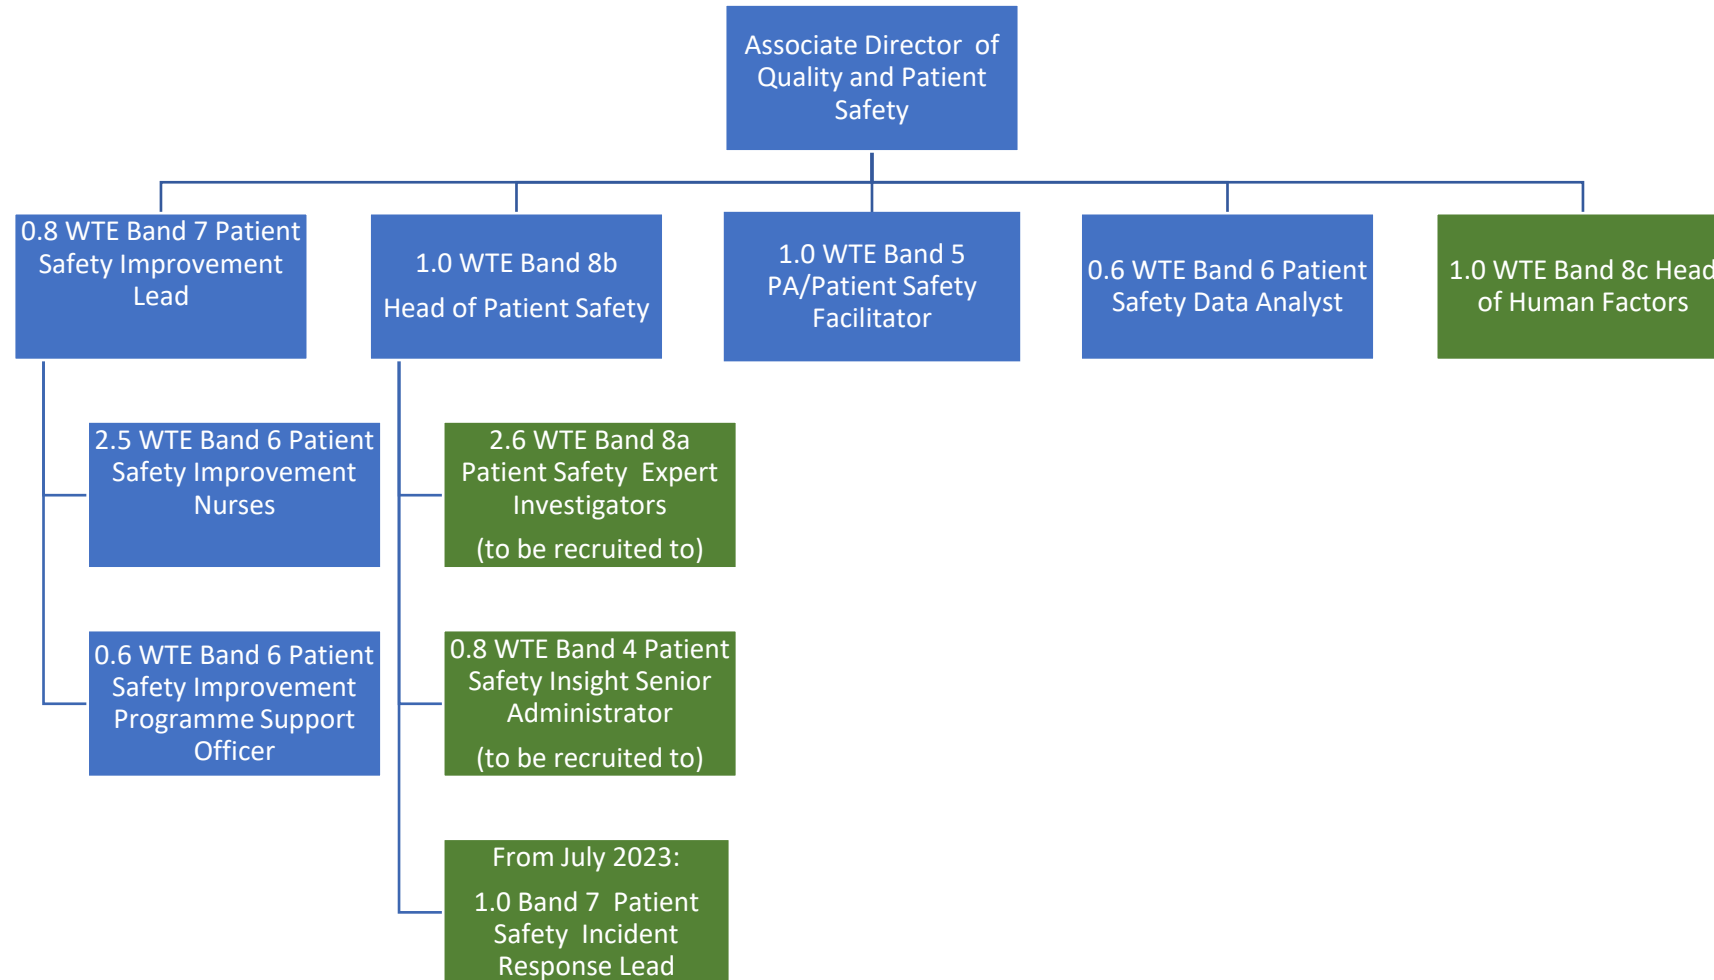 Associate Director of
Quality and Patient
Safety
0.8 WTE Band 7 Patient
Safety Improvement
Lead
1.0 WTE Band 8b
Head of Patient Safety
1.0 WTE Band 5
PA/Patient Safety
Facilitator
0.6 WTE Band 6 Patient
Safety Data Analyst
1.0 WTE Band 8c Head
of Human Factors
2.5 WTE Band 6 Patient
Safety Improvement
Nurses
2.6 WTE Band 8a
Patient Safety Expert
Investigators
(to be recruited to)
0.6 WTE Band 6 Patient
Safety Improvement
Programme Support
Officer
0.8 WTE Band 4 Patient
Safety Insight Senior
Administrator
(to be recruited to)
From July 2023:
1.0 Band 7 Patient
Safety Incident
Response Lead